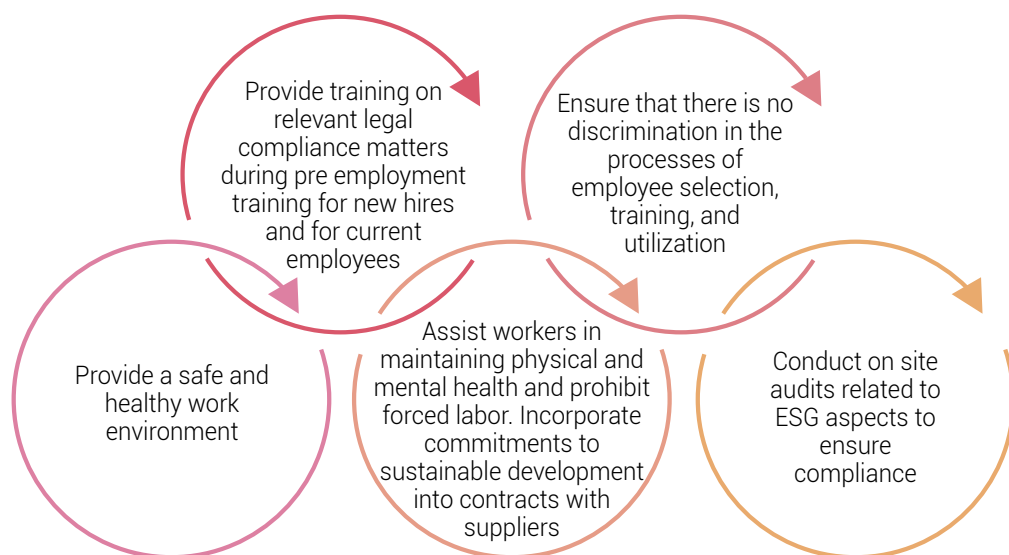 Provide training on
relevant legal
compliance matters
during pre employment
training for new hires
and for current
employees
Ensure that there is no
discrimination in the
processes of
employee selection,
training, and
utilization
Provide a safe and
healthy work
environment
Assist workers in
maintaining physical and
mental health and prohibit
forced labor. Incorporate
commitments to
sustainable development
into contracts with
suppliers
Conduct on site
audits related to
ESG aspects to
ensure
compliance